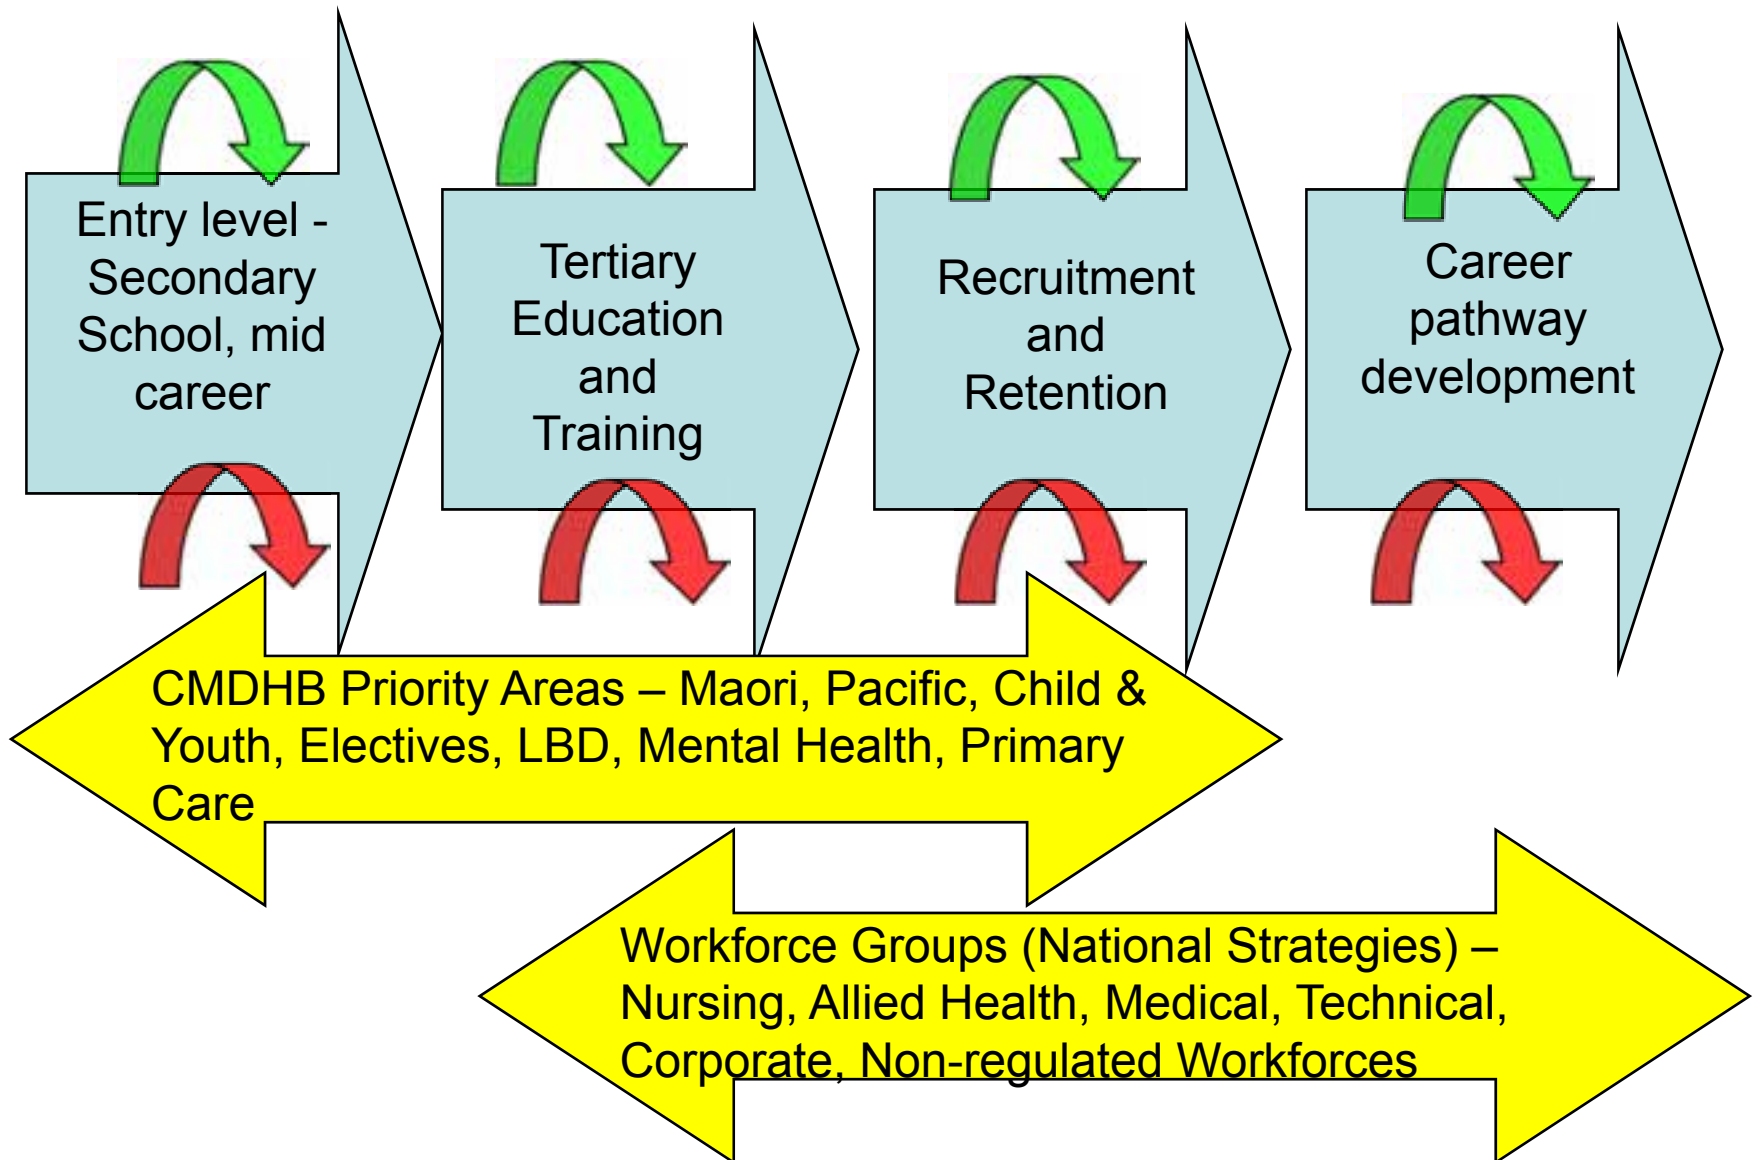 Entry level -
Secondary
School, mid
career
Tertiary
Education
and
Training
Recruitment
and
Retention
Career
pathway
development
CMDHB Priority Areas – Maori, Pacific, Child &
Youth, Electives, LBD, Mental Health, Primary
Care
Workforce Groups (National Strategies) –
Nursing, Allied Health, Medical, Technical,
Corporate, Non-regulated Workforces